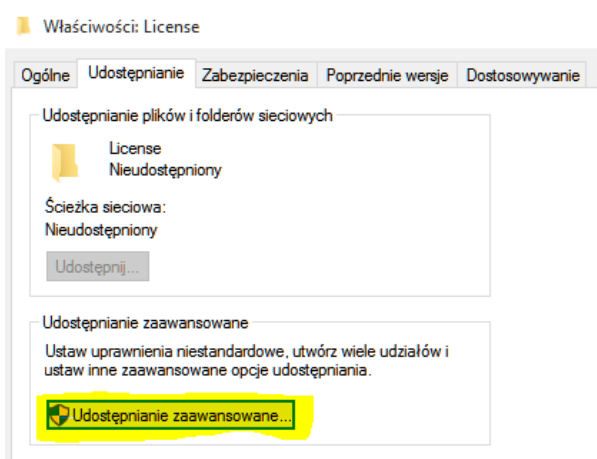 Właściwości: License
Ogólne Udostępnianie Zabezpieczenia Poprzednie wersje Dostosowywanie
Udostępnianie plików i folderów sieciowych
License
Nieudostępniony
Ścieżka sieciowa:
Nieudostępniony
Udostępnij...
Udostępnianie zaawansowane
Ustaw uprawnienia niestandardowe, utwórz wiele udziałów i
ustaw inne zaawansowane opcje udostępniania.
Udostępnianie zaawansowane...